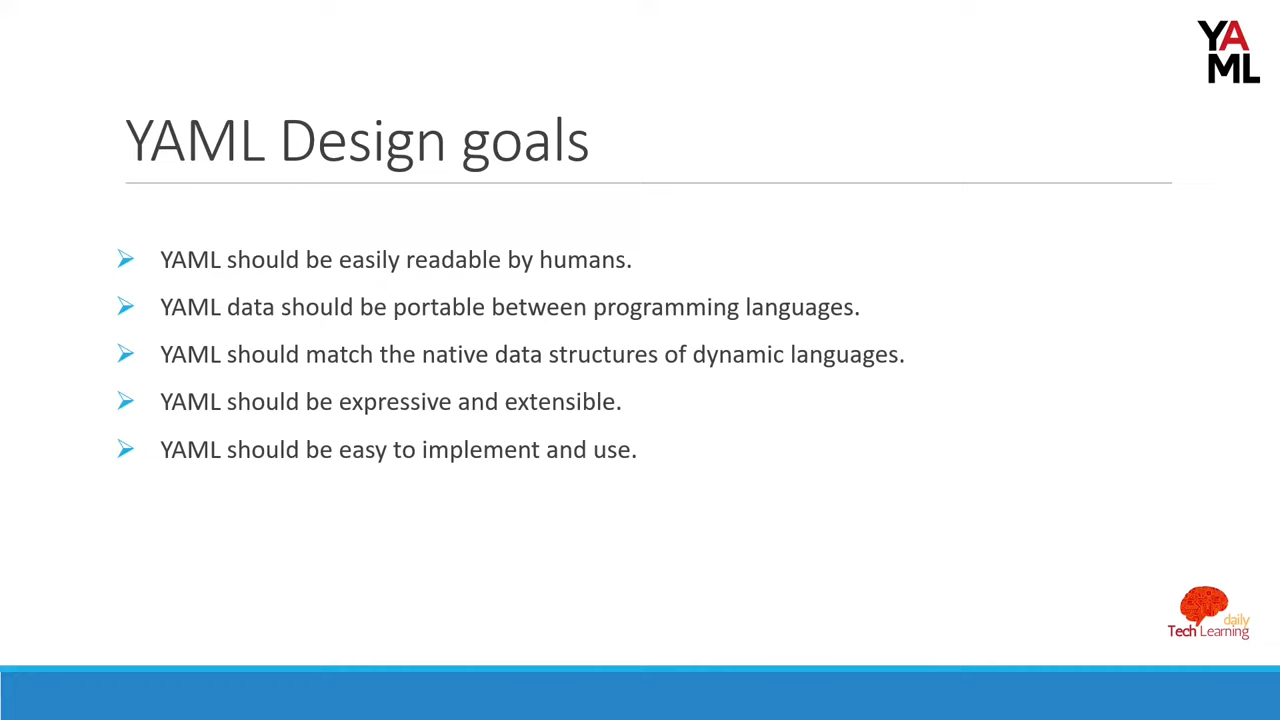 YA
ML
YAML Design goals
YAML should be easily readable by humans.
YAML data should be portable between programming languages.
YAML should match the native data structures of dynamic languages.
YAML should be expressive and extensible.
YAML should be easy to implement and use.
daily
Tech Learning